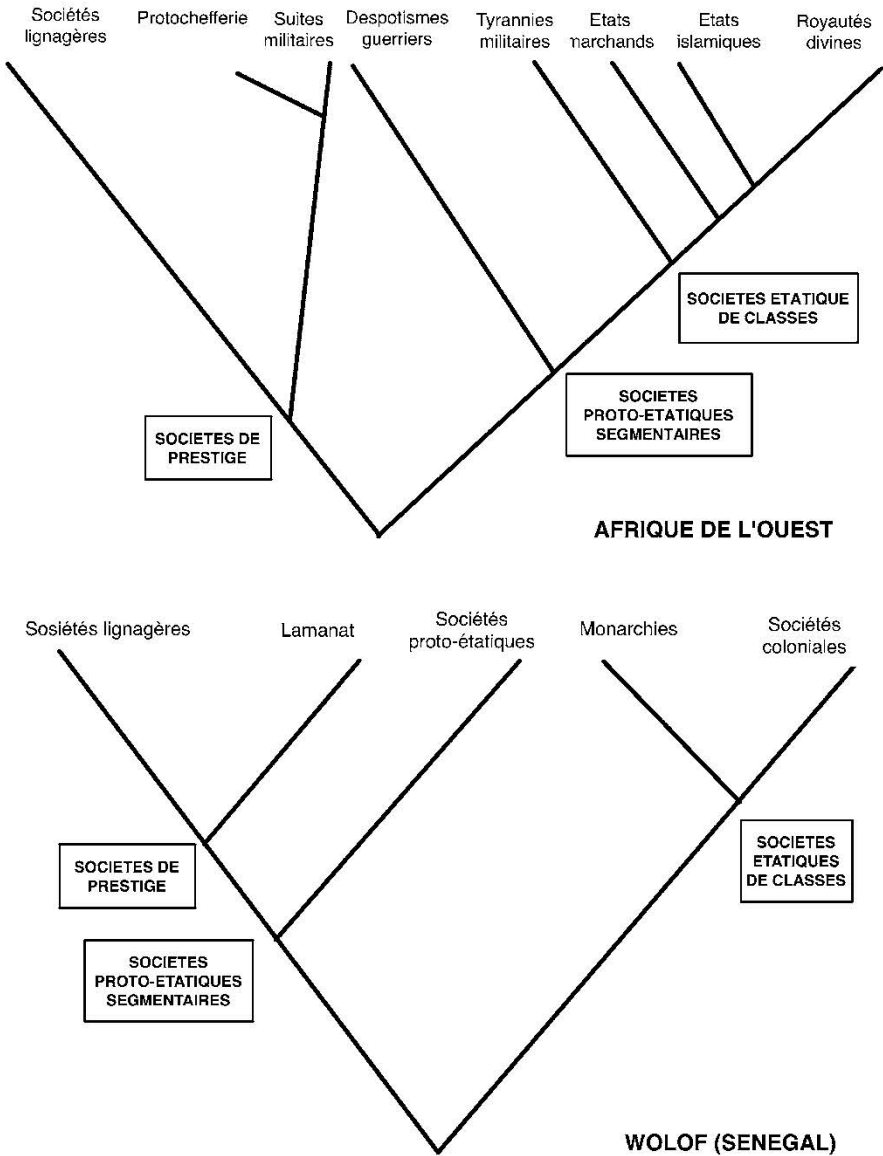 Sociétés
lignagères
Protochefferie
Suites
militaires
Despotismes
guerriers
Tyrannies
militaires
Etats
marchands
Etats
islamiques
Royautés
divines
SOCIETES ETATIQUE
DE CLASSES
SOCIETES
PROTO-ETATIQUES
SEGMENTAIRES
SOCIETES DE
PRESTIGE
AFRIQUE DE L'OUEST
Sosiétés lignagères
Lamanat
Sociétés
proto-étatiques
Monarchies
Sociétés
coloniales
SOCIETES DE
PRESTIGE
SOCIETES
ETATIQUES
DE CLASSES
SOCIETES
PROTO-ETATIQUES
SEGMENTAIRES
WOLOF (SENEGAL)